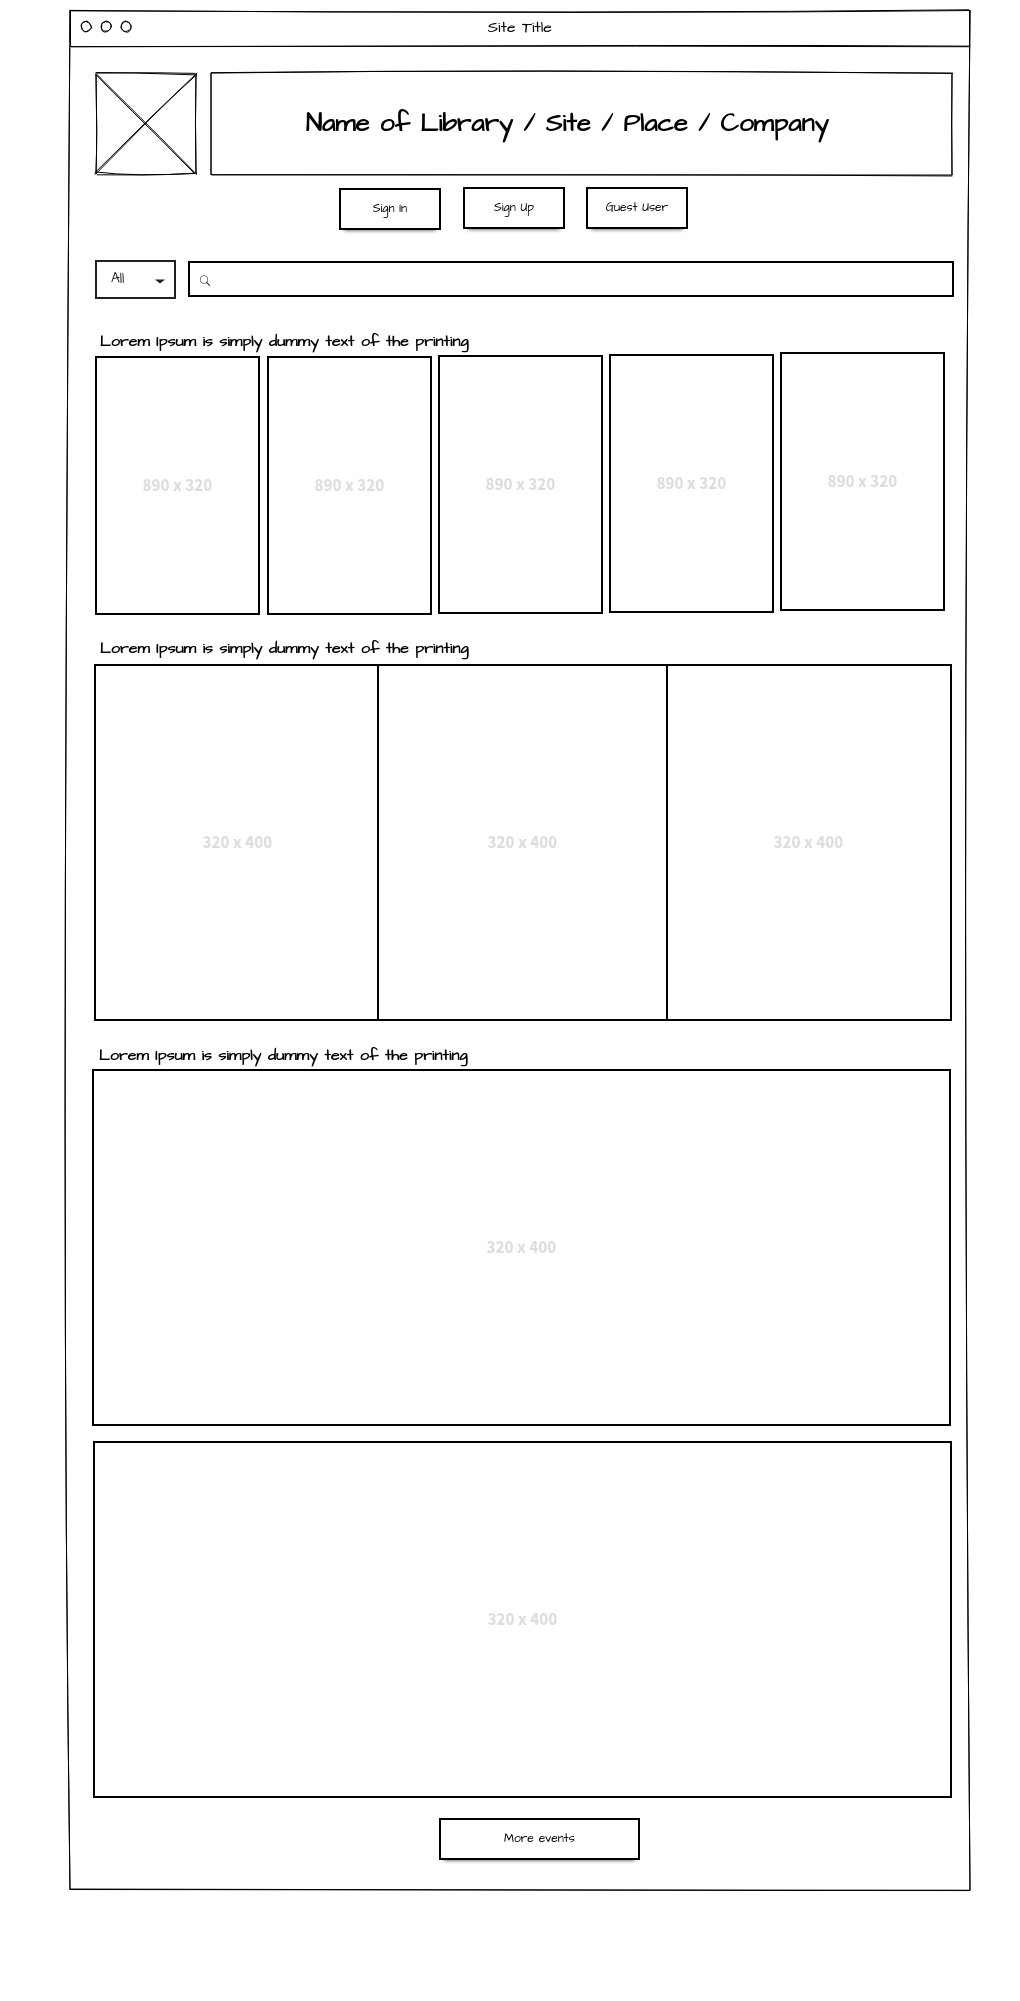 Site Title
Name of Library / Site / Place / Company
Sign In
Sign Up
Guest User
All
Lorem Ipsum is simply dummy text of the printing
890 x 320
890 x 320
890 x 320
890 x 320
890 x 320
Lorem Ipsum is simply dummy text of the printing
320 x 400
320 x 400
320 x 400
Lorem Ipsum is simply dummy text of the printing
320 x 400
320 x 400
More events